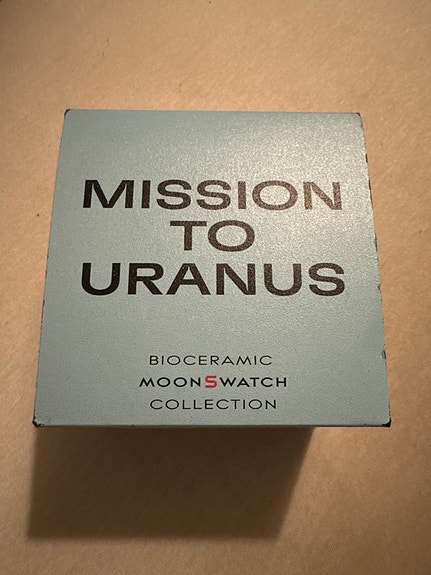 MISSION
TO
URANUS
BIOCERAMIC
MOONSWATCH
COLLECTION